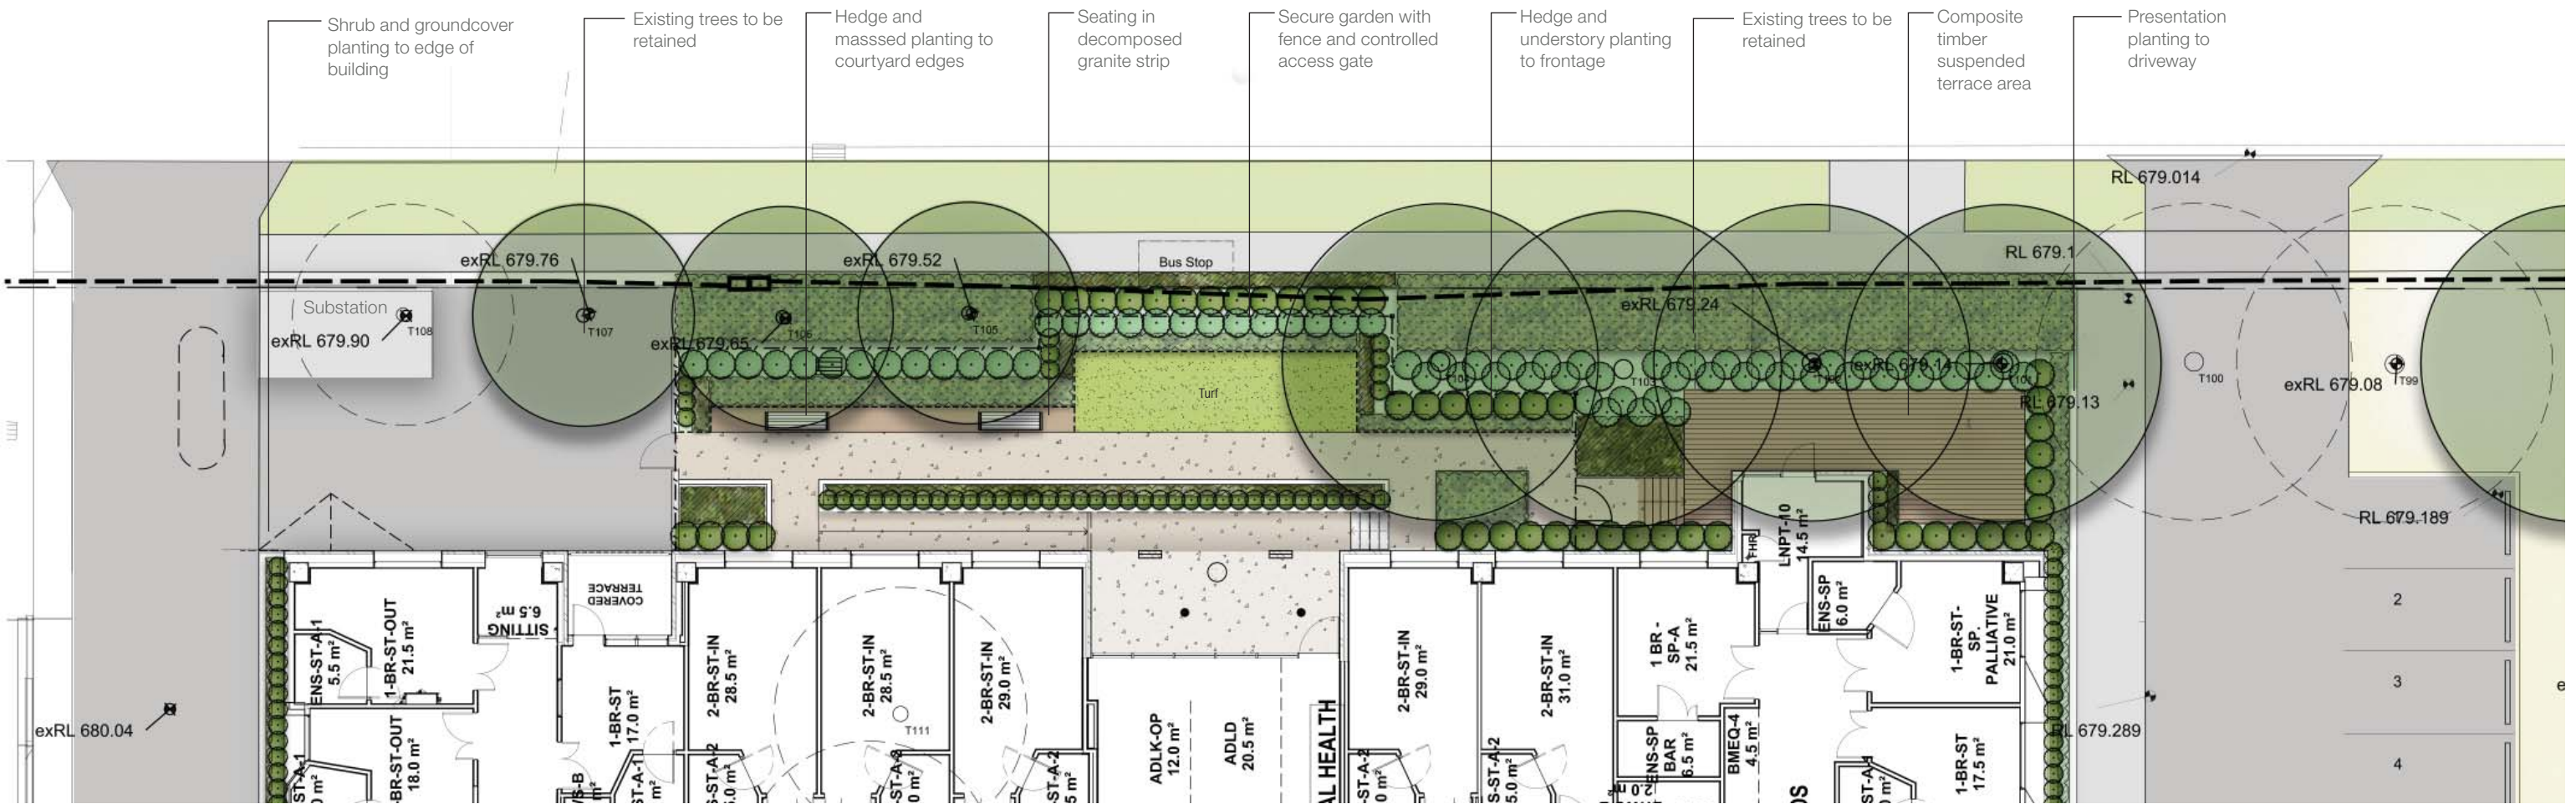 Shrub and groundcover
planting to edge of
building
Existing trees to be
retained
Hedge and
masssed planting to
courtyard edges
Seating in
decomposed
granite strip
Secure garden with
fence and controlled
access gate
Hedge and
understory planting
to frontage
Existing trees to be
retained
Composite
timber
suspended
terrace area
Presentation
planting to
driveway
RL 679.014
exRL 679.76
exRL 679.52
Bus Stop
RL 679.1
Substation
exRL 679.90
T108
T107
exRL 679.65
T106
T105
exRL 679.24
T104
T103
T102
exRL 679.14
T101
T100
exRL 679.08
T99
Turf
RL 679.13
RL 679.189
LNPT-10
14.5 m²
FHR
COVERED
TERRACE
SITTING
6.5 m²
ENS-ST-A-1
5.5 m²
1-BR-ST-OUT
21.5 m²
2-BR-ST-IN
28.5 m²
2-BR-ST-IN
28.5 m²
2-BR-ST-IN
29.0 m²
2-BR-ST-IN
29.0 m²
2-BR-ST-IN
31.0 m²
1 BR -
SP-A
21.5 m²
ENS-SP
6.0 m²
1-BR-ST-
SP.
PALLIATIVE
21.0 m²
2
3
4
exRL 680.04
1-BR-ST
17.0 m²
T111
ADLK-OP
12.0 m²
ADLD
20.5 m²
AL HEALTH
ENS-SP
BAR
6.5 m²
BMEQ-4
4.5 m²
1-BR-ST
17.5 m²
RL 679.289
-BR-ST-OUT
18.0 m²